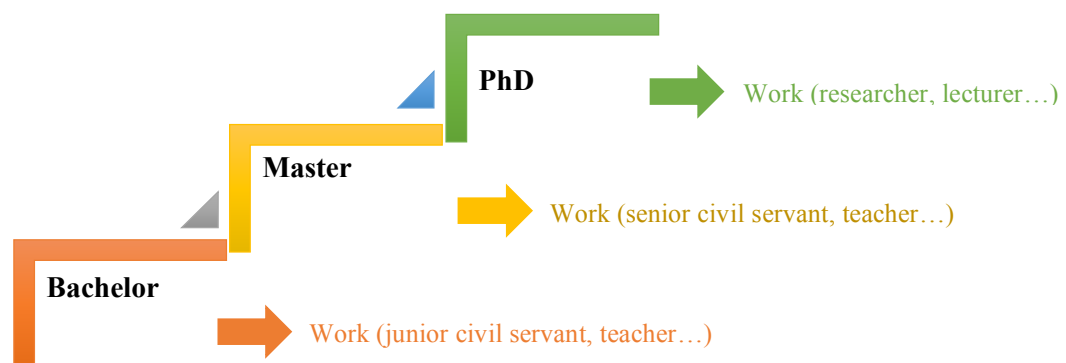 PhD
Work (researcher, lecturer…)
Master
Work (senior civil servant, teacher…)
Bachelor
Work (junior civil servant, teacher…)